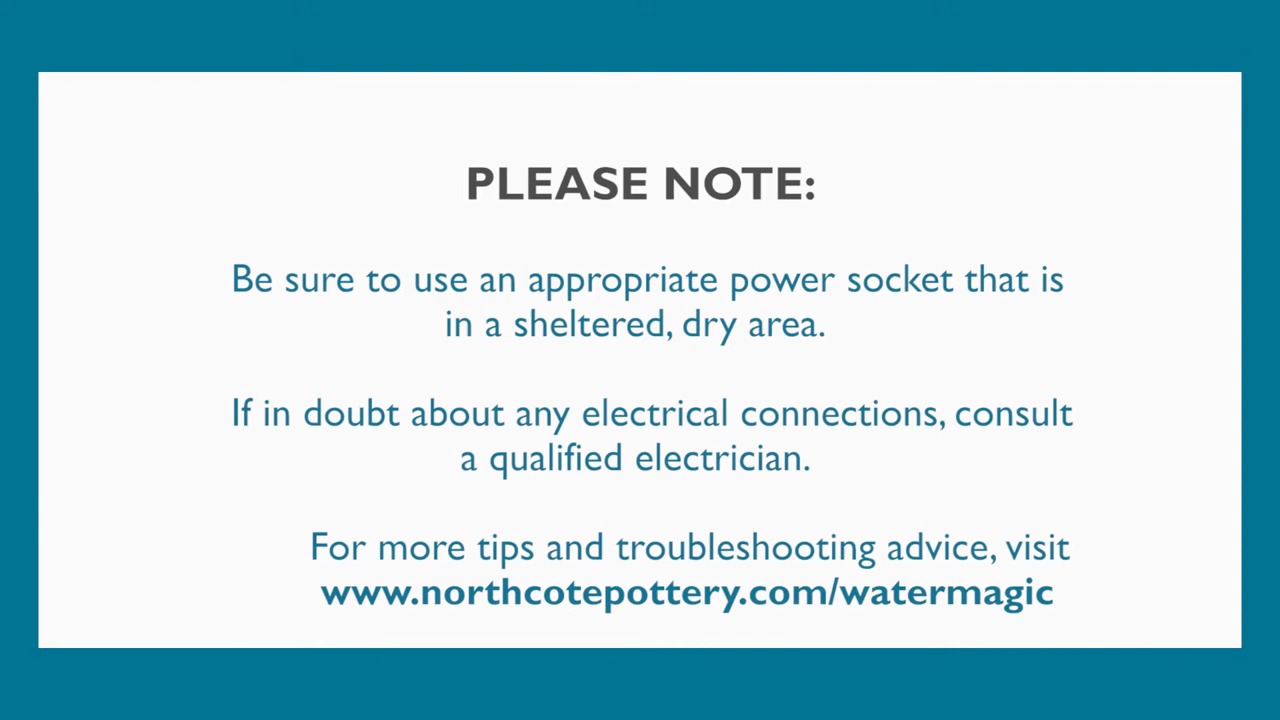 PLEASE NOTE:
Be sure to use an appropriate power socket that is
in a sheltered, dry area.
If in doubt about any electrical connections, consult
a qualified electrician.
For more tips and troubleshooting advice, visit
www.northcotepottery.com/watermagic